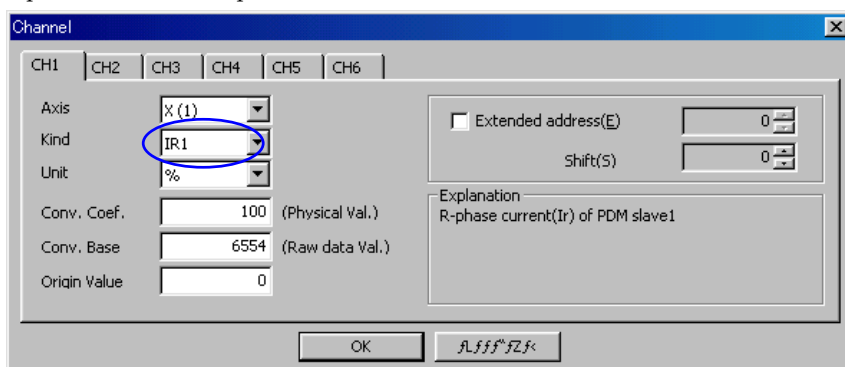 Channel
CH1 CH2 CH3 CH4 CH5 CH6
Axis X (1)
Kind IR1
Unit %
Conv. Coef. 100 (Physical Val.)
Conv. Base 6554 (Raw data Val.)
Origin Value 0
Extended address(E) 0
Shift(S) 0
Explanation
R-phase current(Ir) of PDM slave1
OK